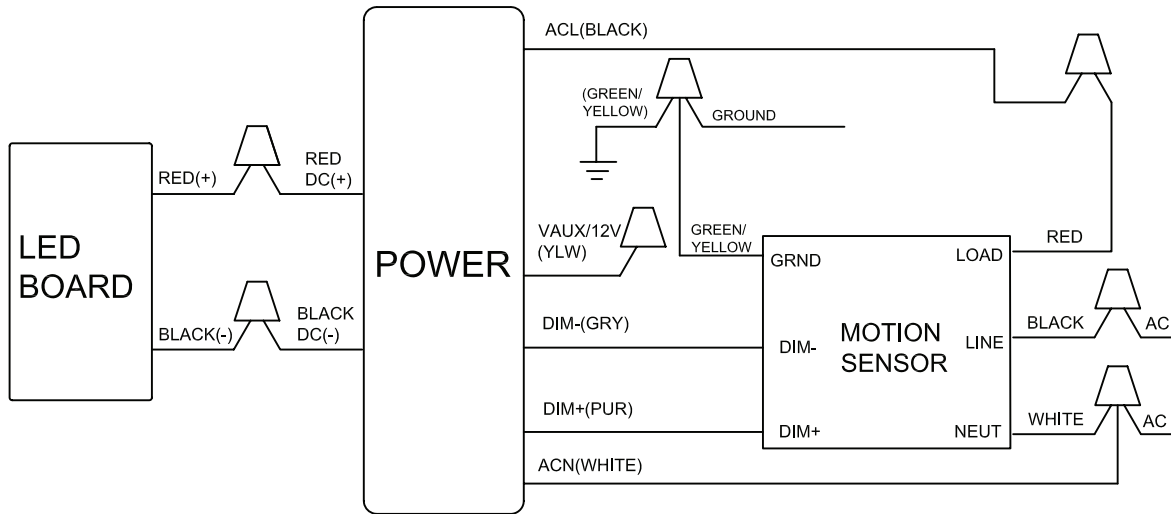 ACL(BLACK)
(GREEN/
YELLOW)
GROUND
RED(+)
RED
DC(+)
LED
BOARD
POWER
VAUX/12V
(YLW)
GREEN/
YELLOW
GRND
LOAD
RED
BLACK(-)
BLACK
DC(-)
DIM-(GRY)
DIM-
MOTION
SENSOR
LINE
BLACK
AC
DIM+(PUR)
DIM+
NEUT
WHITE
AC
ACN(WHITE)